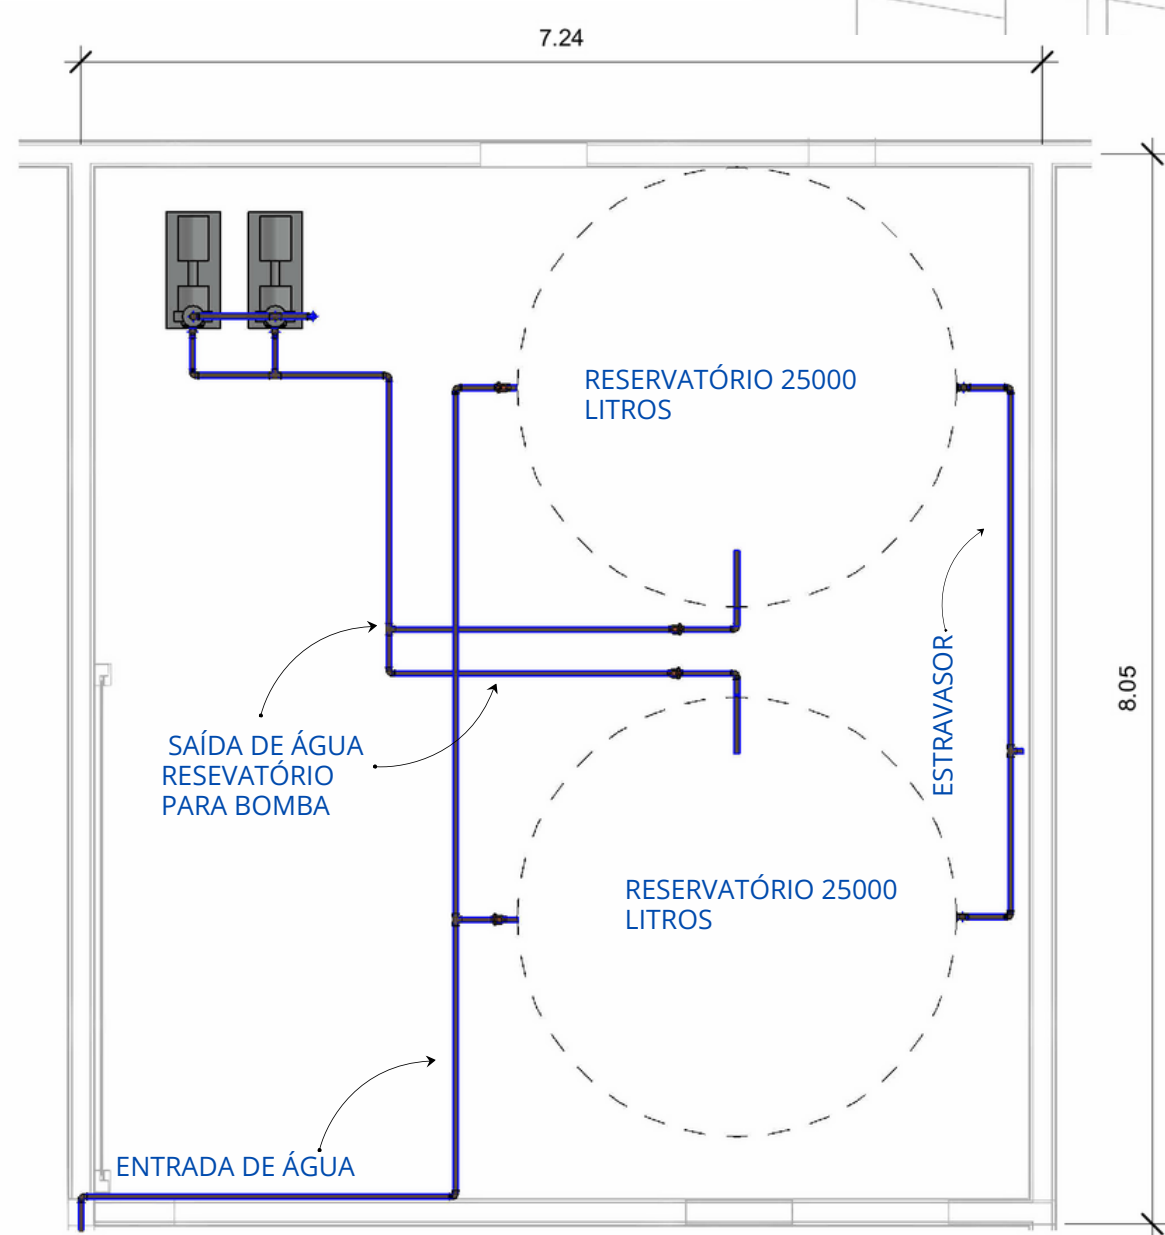 7.24
RESERVATÓRIO 25000
LITROS
ESTRAVASOR
8.05
SAÍDA DE ÁGUA
RESEVATÓRIO
PARA BOMBA
RESERVATÓRIO 25000
LITROS
ENTRADA DE ÁGUA